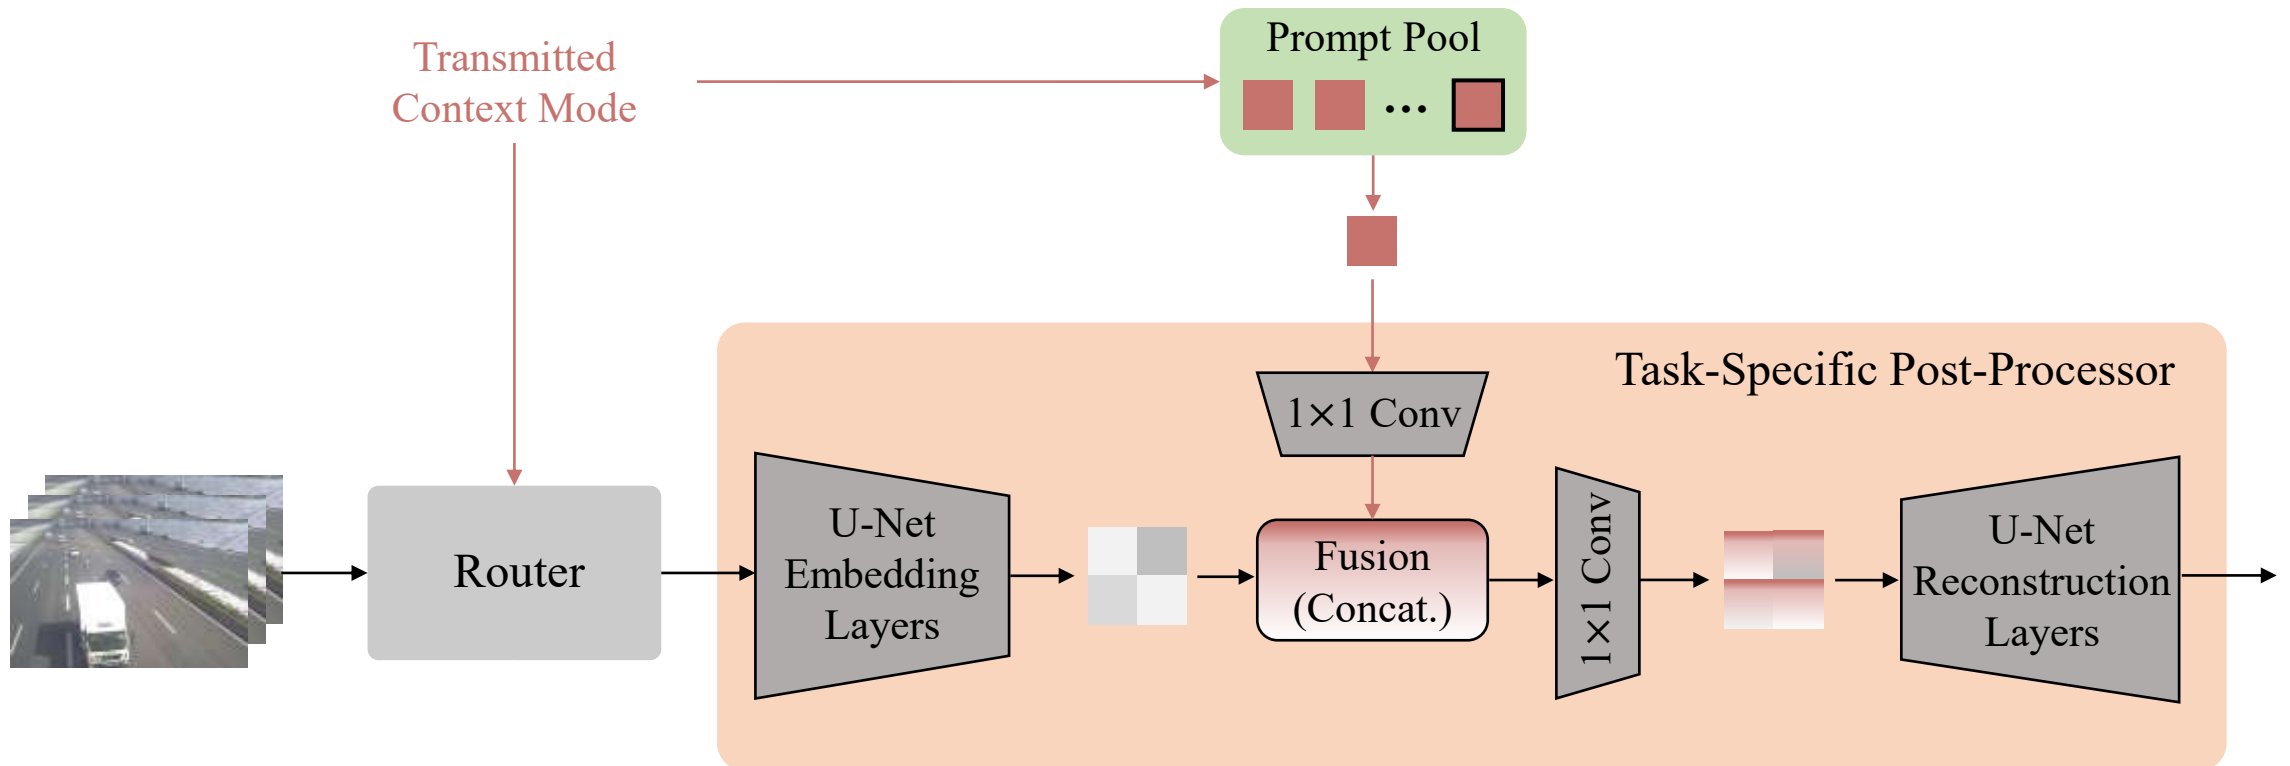 Transmitted
Context Mode
Prompt Pool
...
Task-Specific Post-Processor
1×1 Conv
Router
U-Net
Embedding
Layers
Fusion
(Concat.)
1×1 Conv
U-Net
Reconstruction
Layers